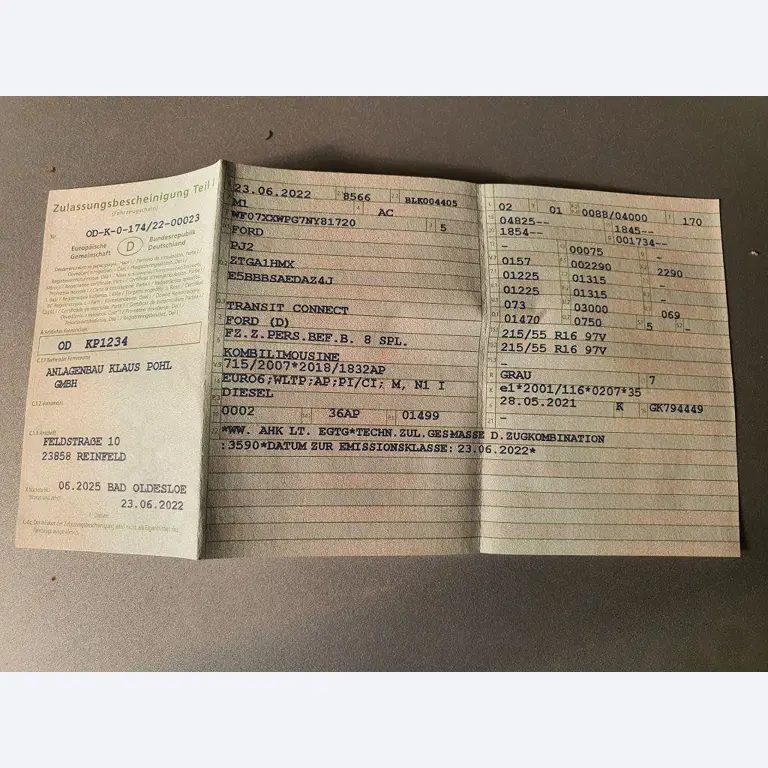 Zulassungsbescheinigung Teil I
(Fahrzeugschein)
Nr. OD-K-0-174/22-00023
Europäische Gemeinschaft
D
Bundesrepublik Deutschland
OD KP1234
ANLAGENBAU KLAUS POHL
GMBH
FELDSTRAßE 10
23858 REINFELD
06.2025 BAD OLDESLOE
23.06.2022
23.06.2022 8566 BLK004405
M1 AC
WF07XXWPG7NY81720 5
FORD
PJ2
ZTGA1HMX
E5BBBSAEDAZ4J
TRANSIT CONNECT
FORD (D)
FZ.Z.PERS.BEF.B. 8 SPL.
KOMBILIMOUSINE
715/2007*2018/1832AP
EURO6;WLTP;AP;PI/CI; M, N1 I
DIESEL
0002 36AP 01499
*WW. AHK LT. EGTG*TECHN.ZUL.GESMASSE D.ZUGKOMBINATION
:3590*DATUM ZUR EMISSIONSKLASSE: 23.06.2022*
02 01 0088/04000 170
04825-- 1845--
1854-- 001734--
- 00075 -
0157 002290 2290
01225 01315 -
01225 01315 -
073 03000 069
01470 0750 5 -
215/55 R16 97V
215/55 R16 97V
-
GRAU 7
e1*2001/116*0207*35
28.05.2021 K GK794449
-